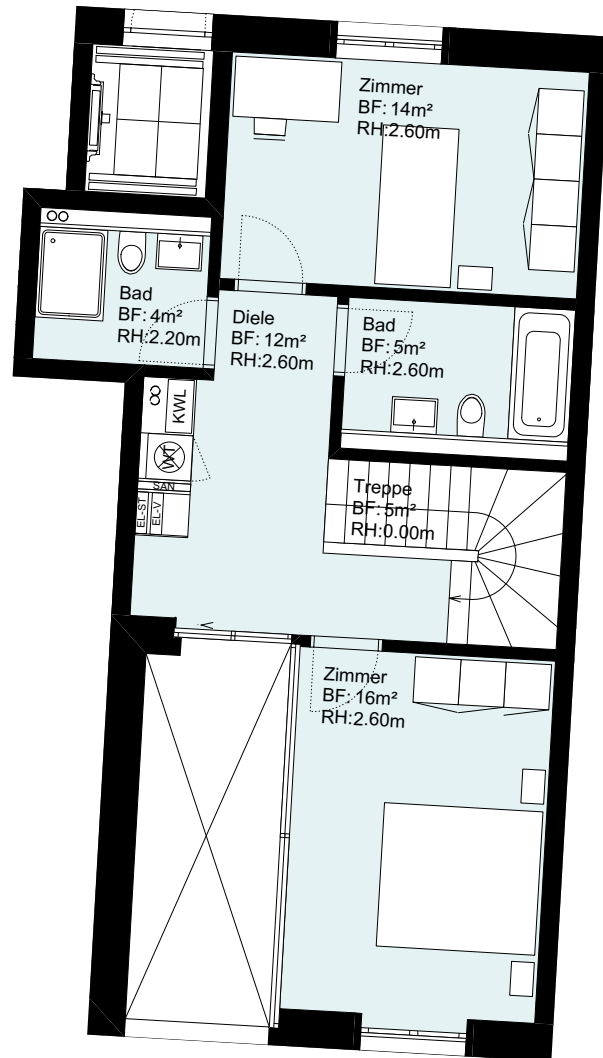 Zimmer
BF: 14m²
RH:2.60m
Bad
BF: 4m²
RH:2.20m
Diele
BF: 12m²
RH:2.60m
Bad
BF: 5m²
RH:2.60m
KWL
WT
SAN
EL-ST
EL-V
Treppe
BF: 5m²
RH:0.00m
Zimmer
BF: 16m²
RH:2.60m